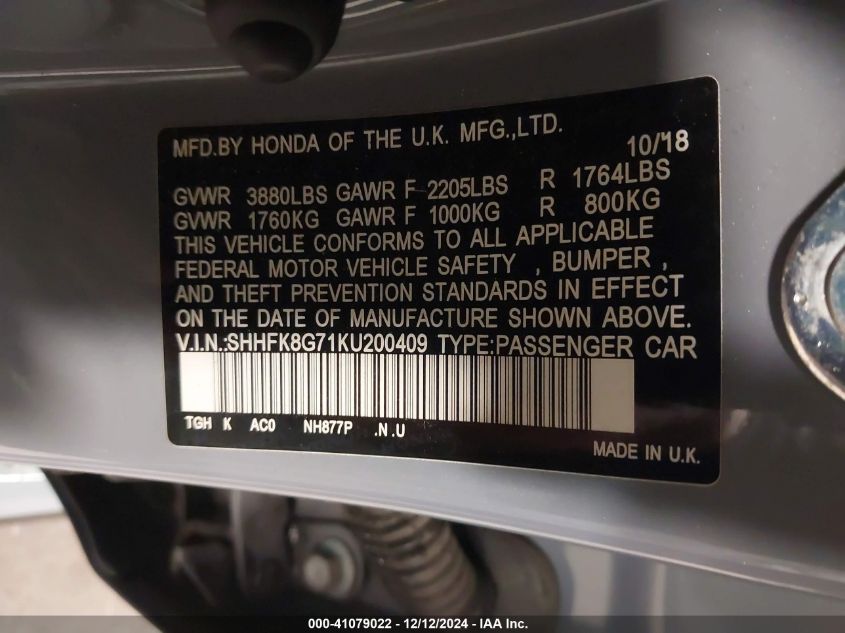 MFD.BY HONDA OF THE U.K. MFG.,LTD. 10/18
GVWR 3880LBS GAWR F 2205LBS R 1764LBS
GVWR 1760KG GAWR F 1000KG R 800KG
THIS VEHICLE CONFORMS TO ALL APPLICABLE
FEDERAL MOTOR VEHICLE SAFETY , BUMPER ,
AND THEFT PREVENTION STANDARDS IN EFFECT
ON THE DATE OF MANUFACTURE SHOWN ABOVE.
V.I.N.:SHHFK8G71KU200409 TYPE:PASSENGER CAR
TGH K AC0 NH877P .N.U
MADE IN U.K.
000-41079022 - 12/12/2024 - IAA Inc.